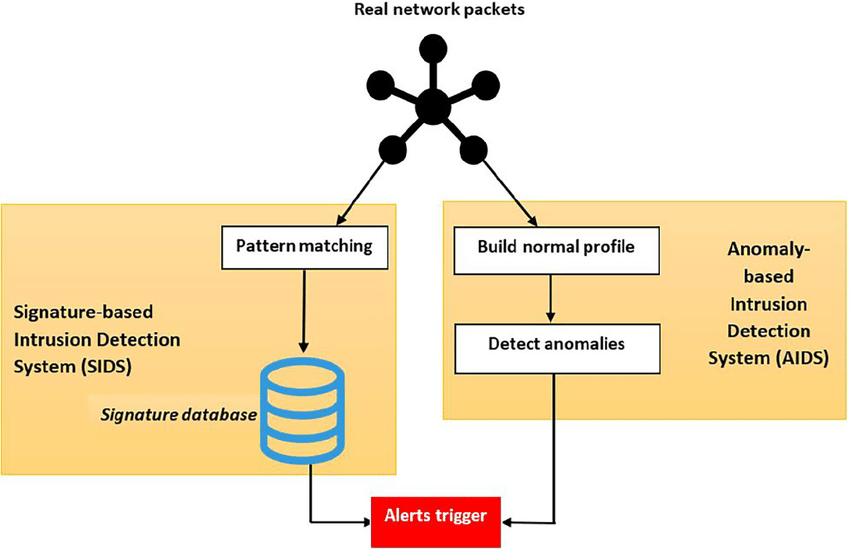 Real network packets
Pattern matching
Signature-based
Intrusion Detection
System (SIDS)
Signature database
Build normal profile
Detect anomalies
Anomaly-
based
Intrusion
Detection
System (AIDS)
Alerts trigger